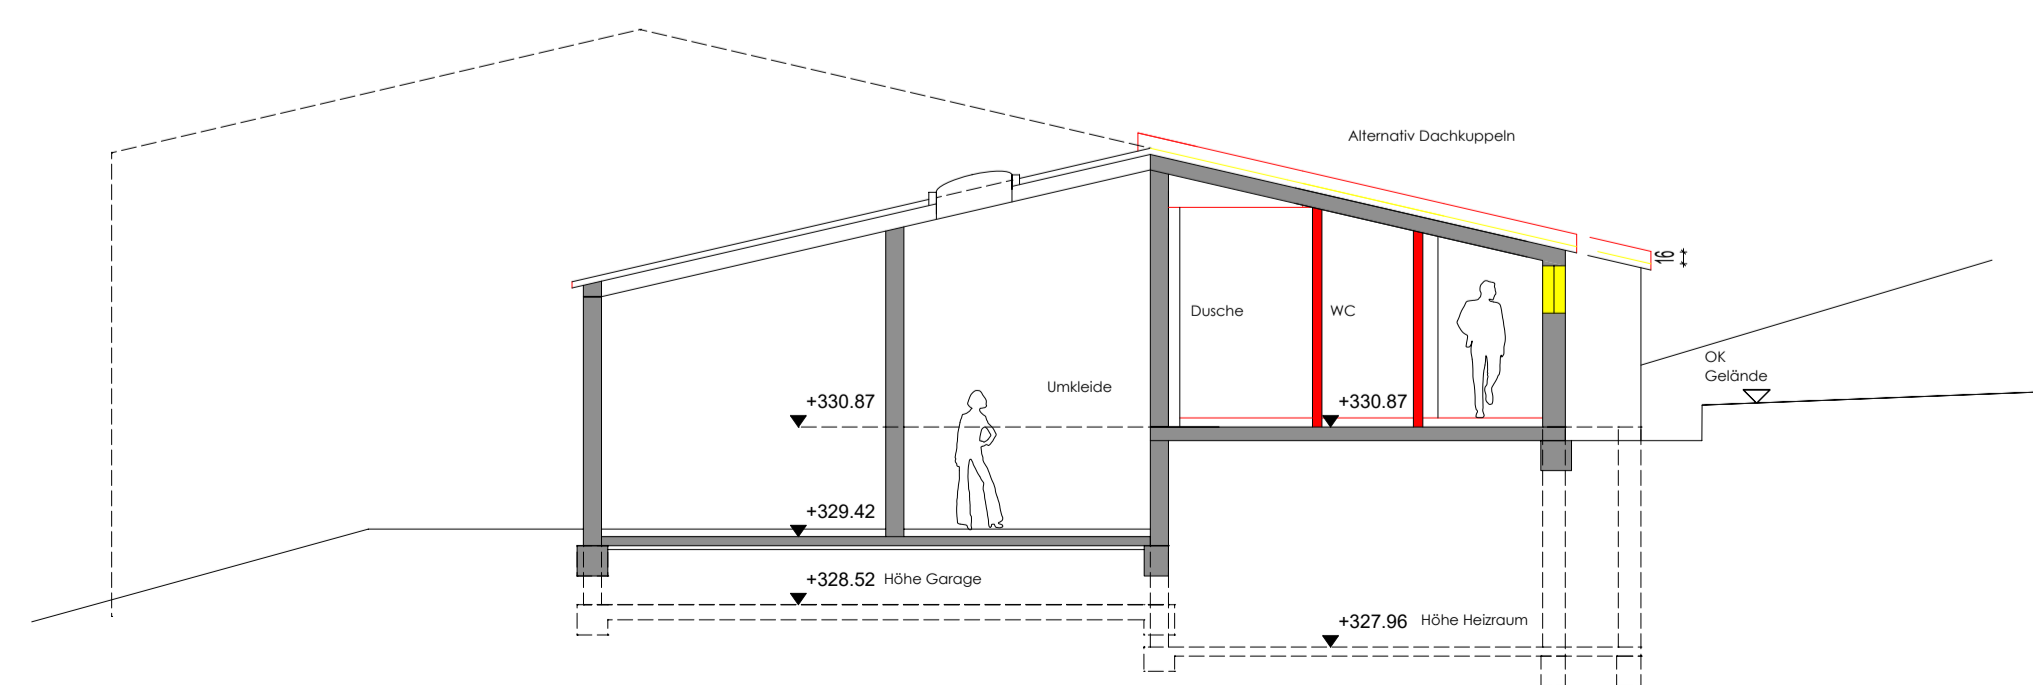 Alternativ Dachkuppeln
16
Dusche
WC
OK
Gelände
Umkleide
+330.87
+330.87
+329.42
+328.52 Höhe Garage
+327.96 Höhe Heizraum